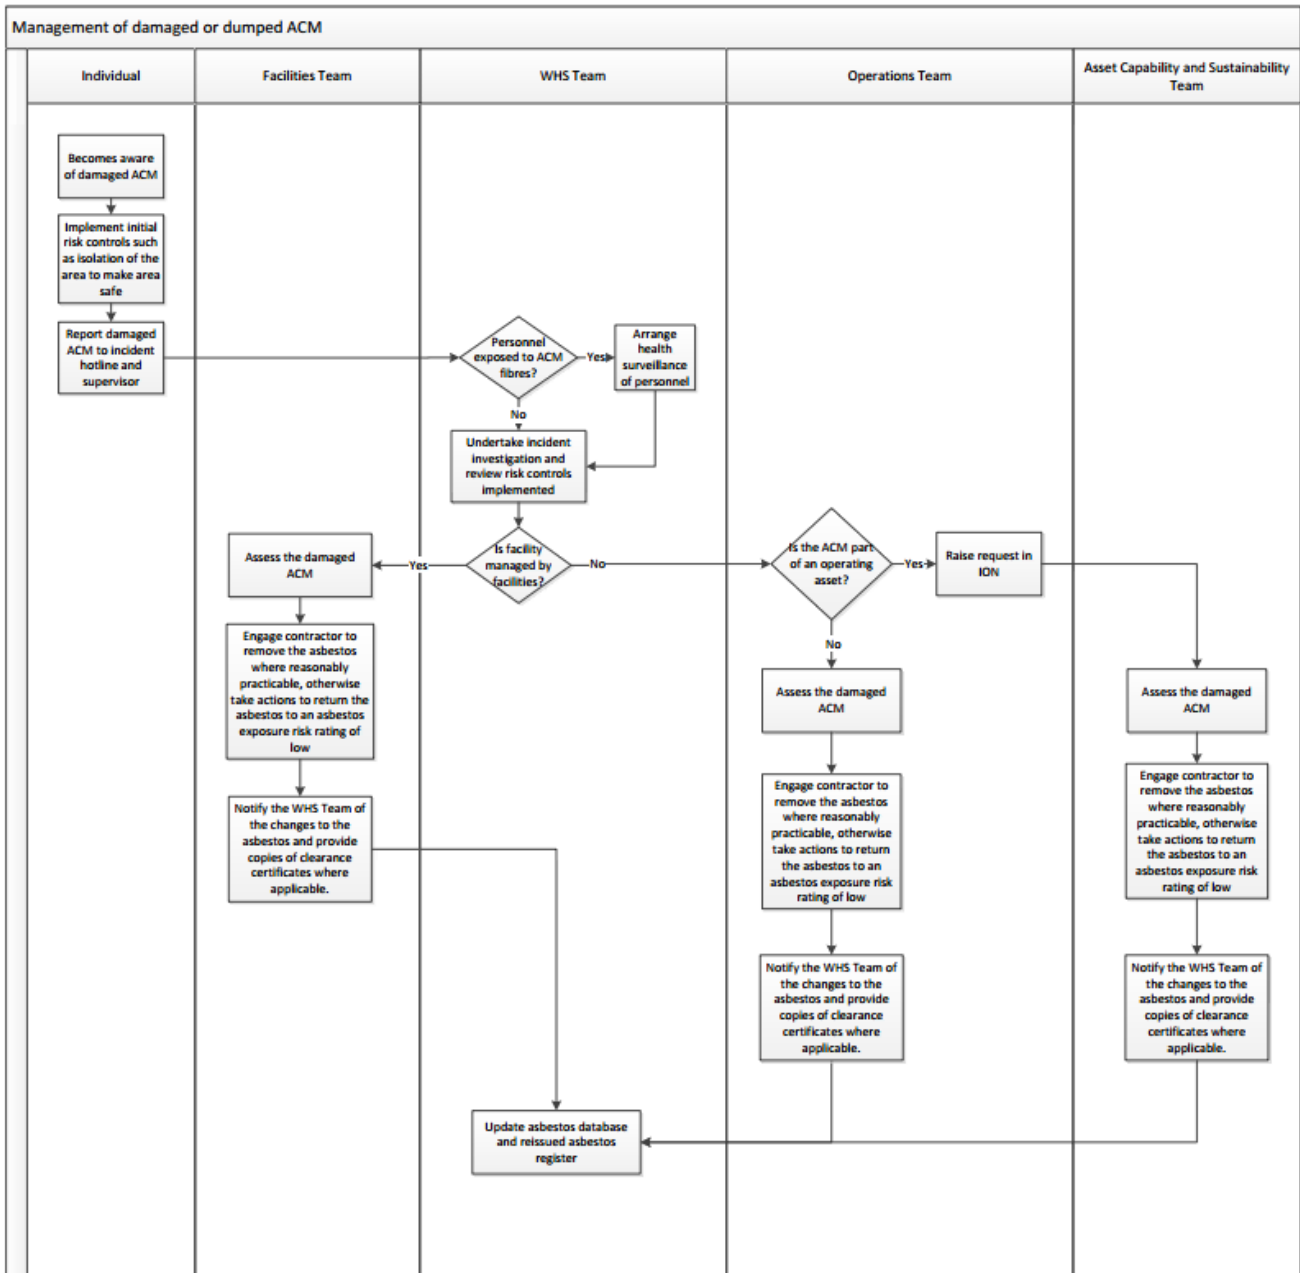 Management of damaged or dumped ACM
Individual
Facilities Team
WHS Team
Operations Team
Asset Capability and Sustainability
Team
Becomes aware
of damaged ACM
Implement initial
risk controls such
as isolation of the
area to make area
safe
Report damaged
ACM to incident
hotline and
supervisor
Personnel
exposed to ACM
fibres?
Yes
Arrange
health
surveillance
of personnel
No
Undertake incident
investigation and
review risk controls
implemented
Is facility
managed by
facilities?
Yes
No
Assess the damaged
ACM
Engage contractor to
remove the asbestos
where reasonably
practicable, otherwise
take actions to return the
asbestos to an asbestos
exposure risk rating of
low
Notify the WHS Team of
the changes to the
asbestos and provide
copies of clearance
certificates where
applicable.
Is the ACM part
of an operating
asset?
Yes
Raise request in
ION
No
Assess the damaged
ACM
Engage contractor to
remove the asbestos
where reasonably
practicable, otherwise
take actions to return
the asbestos to an
asbestos exposure risk
rating of low
Notify the WHS Team of
the changes to the
asbestos and provide
copies of clearance
certificates where
applicable.
Assess the damaged
ACM
Engage contractor to
remove the asbestos
where reasonably
practicable, otherwise
take actions to return
the asbestos to an
asbestos exposure risk
rating of low
Notify the WHS Team of
the changes to the
asbestos and provide
copies of clearance
certificates where
applicable.
Update asbestos database
and reissued asbestos
register